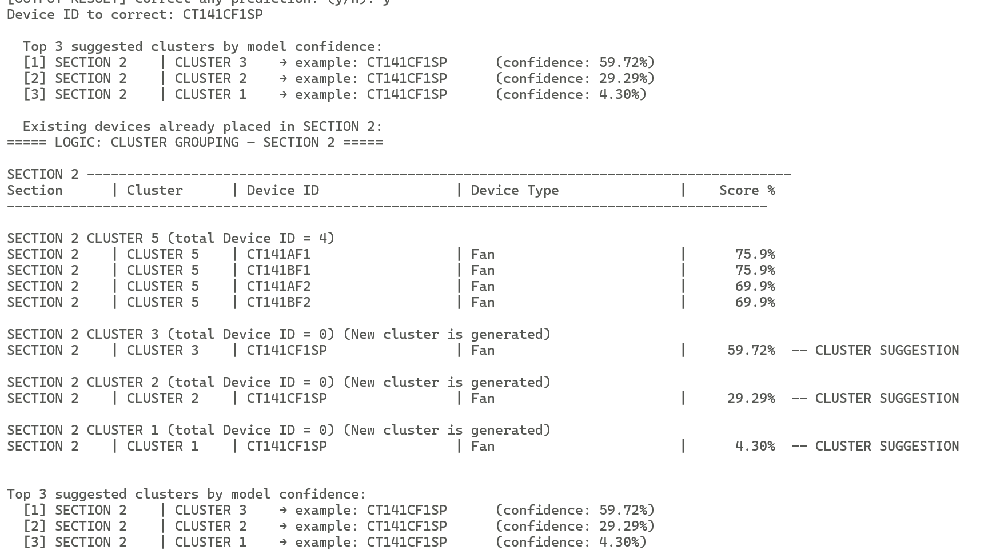 [OUTPUT RESULT] Correct any prediction? (y/n): y
Device ID to correct: CT141CF1SP
Top 3 suggested clusters by model confidence:
[1] SECTION 2    | CLUSTER 3    → example: CT141CF1SP      (confidence: 59.72%)
[2] SECTION 2    | CLUSTER 2    → example: CT141CF1SP      (confidence: 29.29%)
[3] SECTION 2    | CLUSTER 1    → example: CT141CF1SP      (confidence: 4.30%)
Existing devices already placed in SECTION 2:
===== LOGIC: CLUSTER GROUPING — SECTION 2 =====
SECTION 2 ----------------------------------------------------------------------------------------
Section      | Cluster      | Device ID                 | Device Type               |    Score %
-----------------------------------------------------------------------------------------------
SECTION 2 CLUSTER 5 (total Device ID = 4)
SECTION 2    | CLUSTER 5    | CT141AF1                  | Fan                       |      75.9%
SECTION 2    | CLUSTER 5    | CT141BF1                  | Fan                       |      75.9%
SECTION 2    | CLUSTER 5    | CT141AF2                  | Fan                       |      69.9%
SECTION 2    | CLUSTER 5    | CT141BF2                  | Fan                       |      69.9%
SECTION 2 CLUSTER 3 (total Device ID = 0) (New cluster is generated)
SECTION 2    | CLUSTER 3    | CT141CF1SP                | Fan                       |     59.72%  -- CLUSTER SUGGESTION
SECTION 2 CLUSTER 2 (total Device ID = 0) (New cluster is generated)
SECTION 2    | CLUSTER 2    | CT141CF1SP                | Fan                       |     29.29%  -- CLUSTER SUGGESTION
SECTION 2 CLUSTER 1 (total Device ID = 0) (New cluster is generated)
SECTION 2    | CLUSTER 1    | CT141CF1SP                | Fan                       |      4.30%  -- CLUSTER SUGGESTION
Top 3 suggested clusters by model confidence:
[1] SECTION 2    | CLUSTER 3    → example: CT141CF1SP      (confidence: 59.72%)
[2] SECTION 2    | CLUSTER 2    → example: CT141CF1SP      (confidence: 29.29%)
[3] SECTION 2    | CLUSTER 1    → example: CT141CF1SP      (confidence: 4.30%)